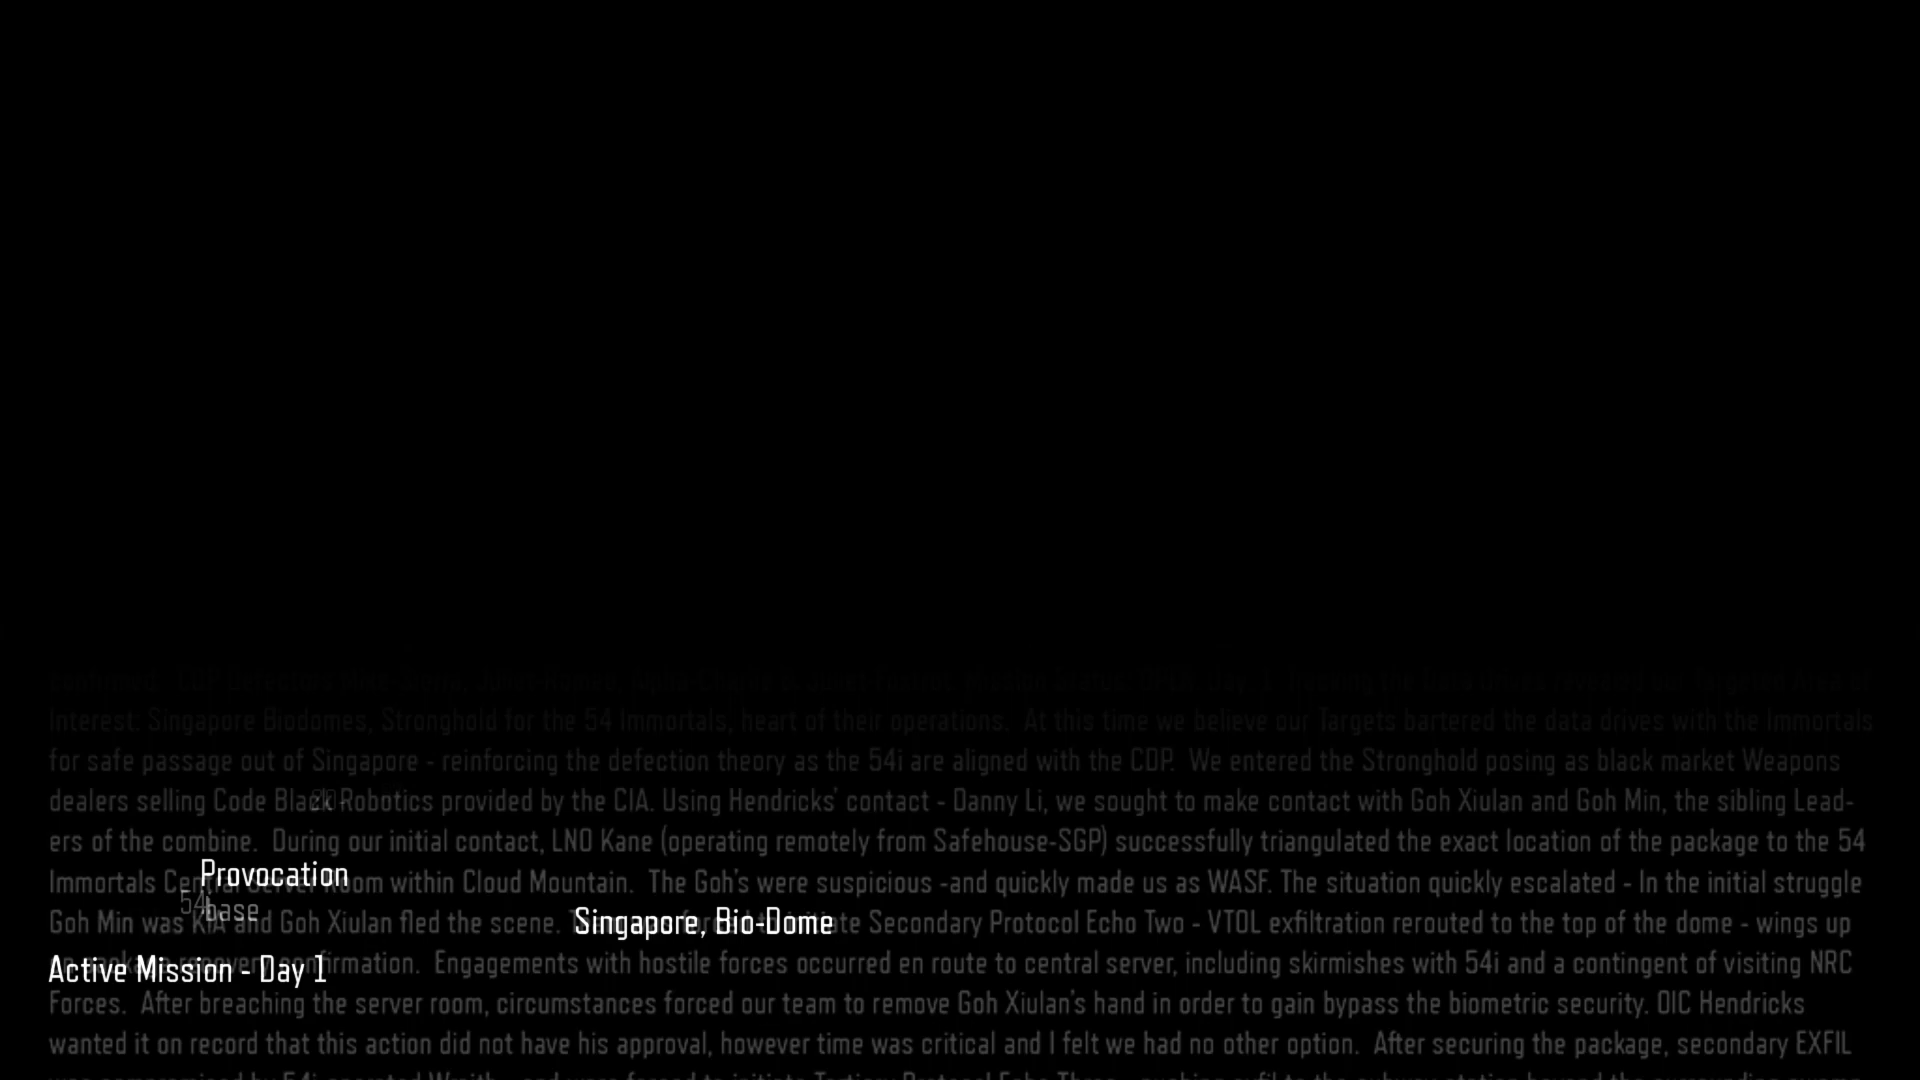 Interest: Singapore Biodomes, Stronghold for the 54 Immortals, heart of their operations. At this time we believe our Targets bartered the data drives with the Immortals
for safe passage out of Singapore - reinforcing the defection theory as the 54i are aligned with the CDP. We entered the Stronghold posing as black market Weapons
dealers selling Code Black Robotics provided by the CIA. Using Hendricks' contact - Danny Li, we sought to make contact with Goh Xiulan and Goh Min, the sibling Lead-
ers of the combine. During our initial contact, LNO Kane (operating remotely from Safehouse-SGP) successfully triangulated the exact location of the package to the 54
Provocation
Immortals Central Server Room within Cloud Mountain. The Goh's were suspicious -and quickly made us as WASF. The situation quickly escalated - In the initial struggle
54i
base
Goh Min was KIA and Goh Xiulan fled the scene. Secondary Protocol Echo Two - VTOL exfiltration rerouted to the top of the dome - wings up
Singapore, Bio-Dome
Active Mission - Day 1
confirmation. Engagements with hostile forces occurred en route to central server, including skirmishes with 54i and a contingent of visiting NRC
Forces. After breaching the server room, circumstances forced our team to remove Goh Xiulan's hand in order to gain bypass the biometric security. OIC Hendricks
wanted it on record that this action did not have his approval, however time was critical and I felt we had no other option. After securing the package, secondary EXFIL